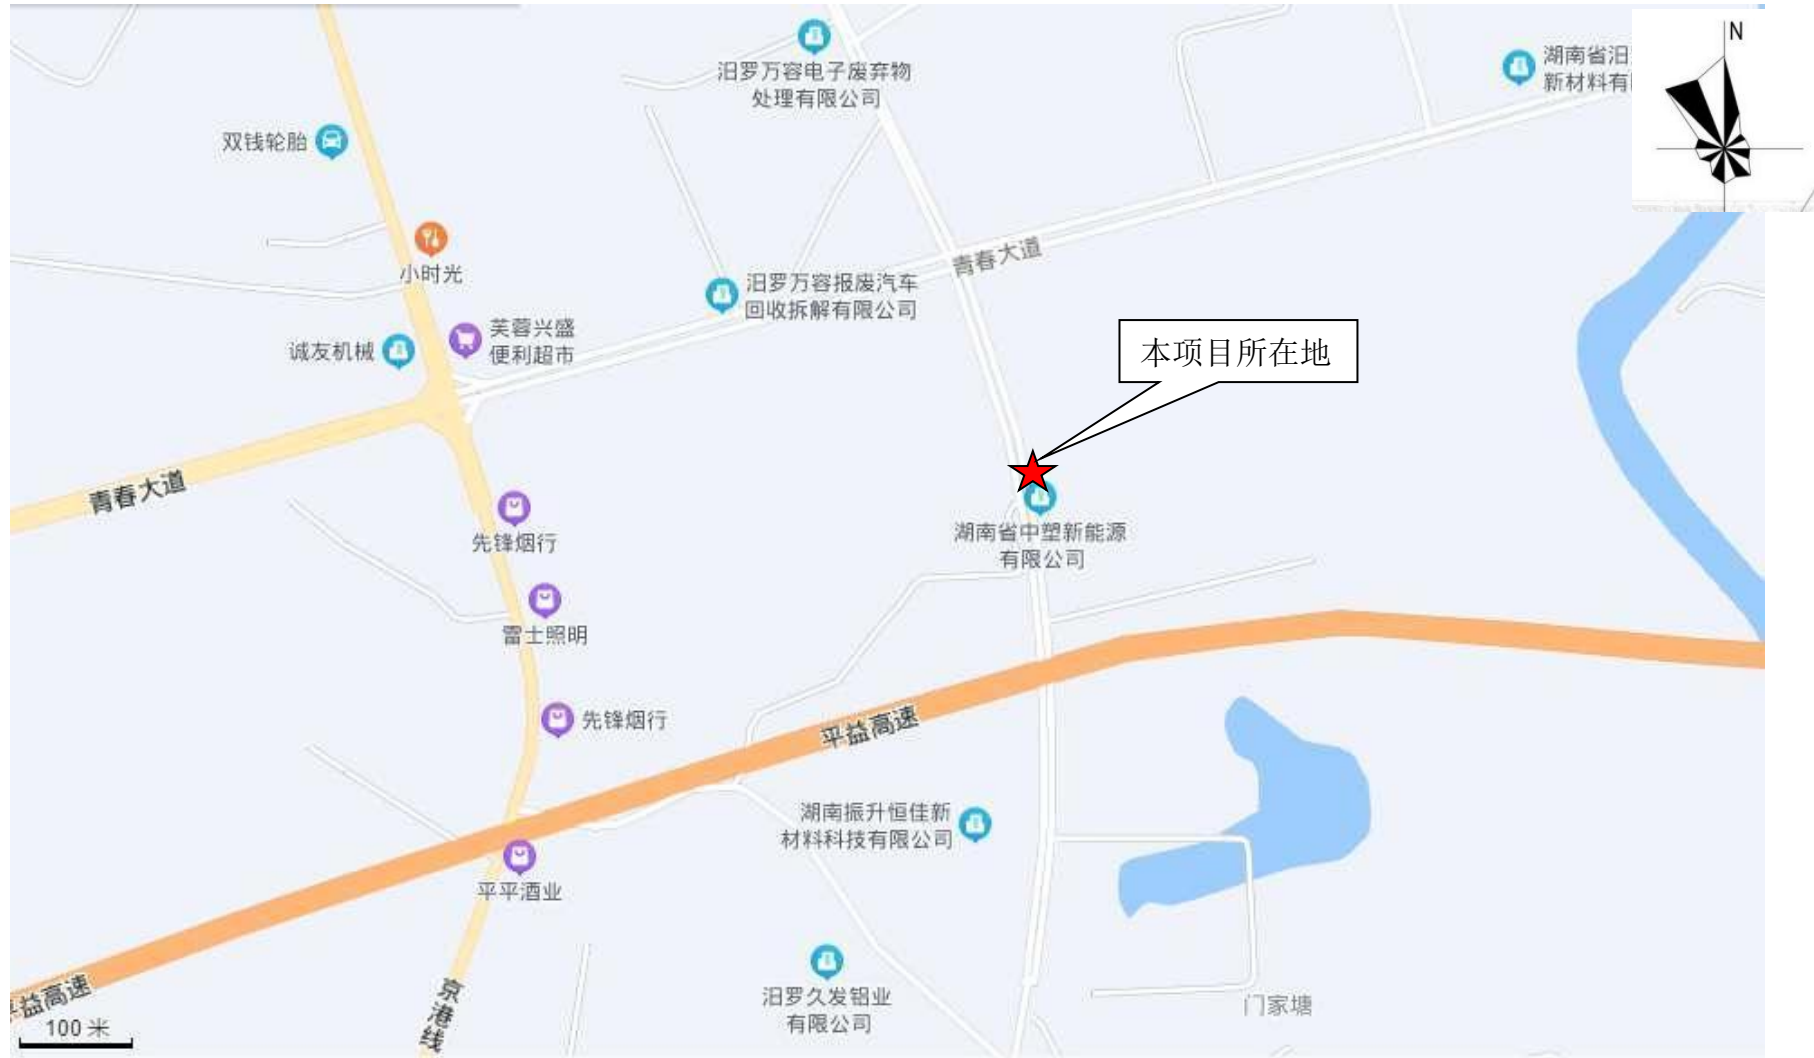 N
湖南省汨
新材料有
汨罗万容电子废弃物
处理有限公司
双钱轮胎
小时光
青春大道
汨罗万容报废汽车
回收拆解有限公司
芙蓉兴盛
便利超市
诚友机械
本项目所在地
青春大道
先锋烟行
湖南省中塑新能源
有限公司
雷士照明
先锋烟行
平益高速
湖南振升恒佳新
材料科技有限公司
平平酒业
汨罗久发铝业
有限公司
京港线
门家塘
益高速
100 米